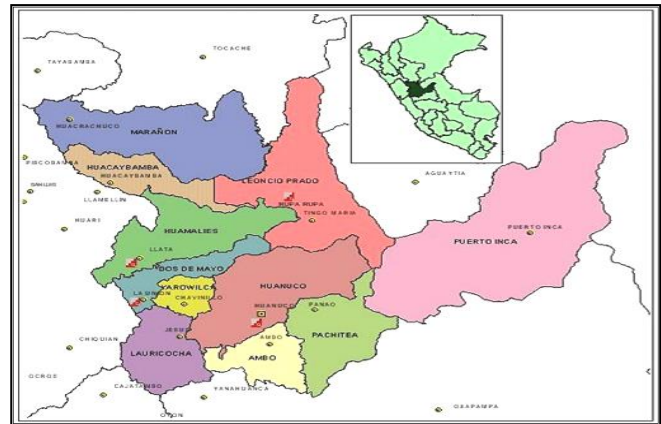 TOCACHE
TAYABAMBA
HUACRACHUCO
MARAÑON
HUACAYBAMBA
HUACAYBAMBA
LEONCIO PRADO
AGUAYTIA
LLAMELLIN
RUPA RUPA
TINGO MARIA
HUARI
HUAMALIES
PUERTO INCA
PUERTO INCA
LLATA
DOS DE MAYO
YAROWILCA
HUANUCO
LA UNION
CHAVINILLO
HUANUCO
PANAO
JESUS
PACHITEA
CHIQUIAN
AMBO
LAURICOCHA
AMBO
OCROS
CAJATAMBO
YANAHUANCA
OXAPAMPA
OYON